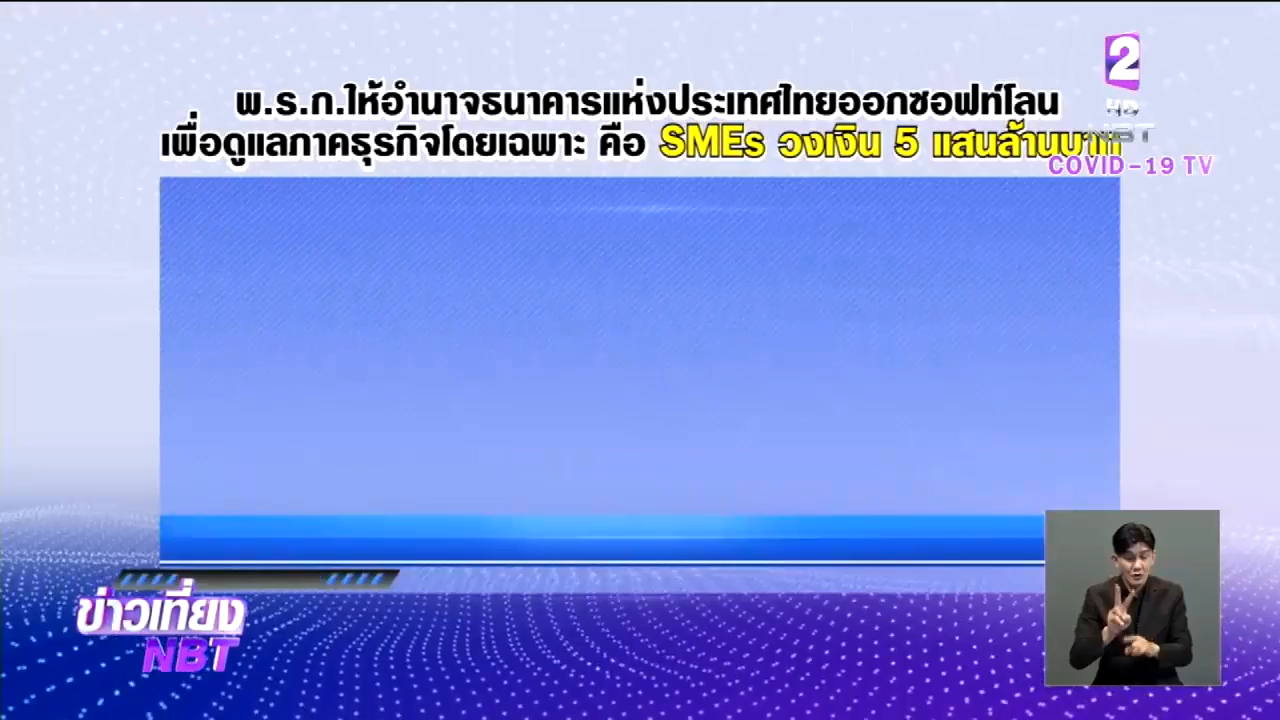 2
HD
NBT
พ.ร.ก.ให้อำนาจธนาคารแห่งประเทศไทยออกซอฟท์โลน
เพื่อดูแลภาคธุรกิจโดยเฉพาะ คือ SMEs วงเงิน 5 แสนล้านบาท
COVID-19 TV
ข่าวเที่ยง
NBT